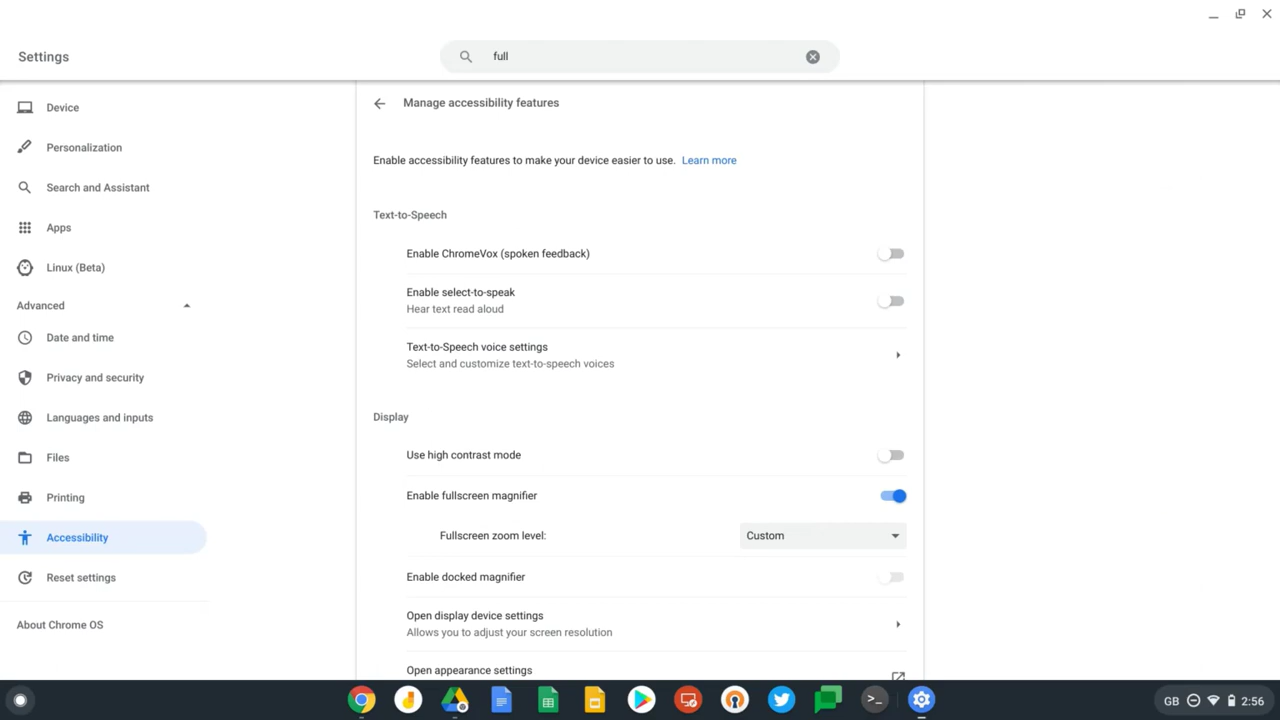 Settings
full
Device
Personalization
Search and Assistant
Apps
Linux (Beta)
Advanced
Date and time
Privacy and security
Languages and inputs
Files
Printing
Accessibility
Reset settings
About Chrome OS
Manage accessibility features
Enable accessibility features to make your device easier to use. Learn more
Text-to-Speech
Enable ChromeVox (spoken feedback)
Enable select-to-speak
Hear text read aloud
Text-to-Speech voice settings
Select and customize text-to-speech voices
Display
Use high contrast mode
Enable fullscreen magnifier
Fullscreen zoom level:
Custom
Enable docked magnifier
Open display device settings
Allows you to adjust your screen resolution
Open appearance settings
GB 2:56